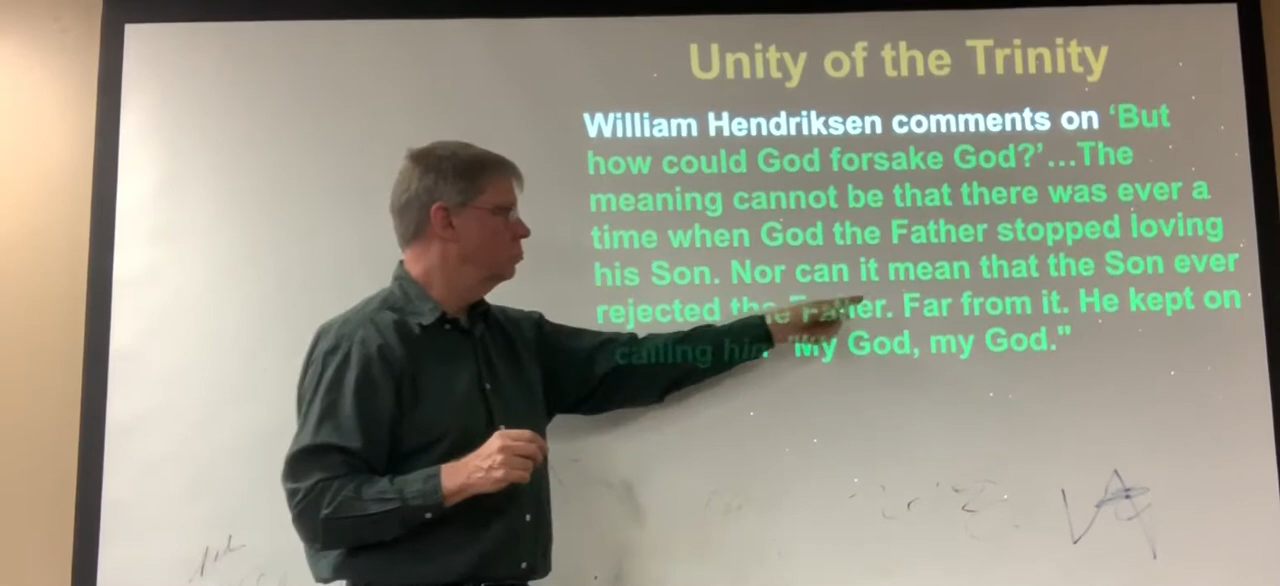 Unity of the Trinity
William Hendriksen comments on 'But
how could God forsake God?'...The
meaning cannot be that there was ever a
time when God the Father stopped loving
his Son. Nor can it mean that the Son ever
rejected the Father. Far from it. He kept on
calling him "My God, my God."